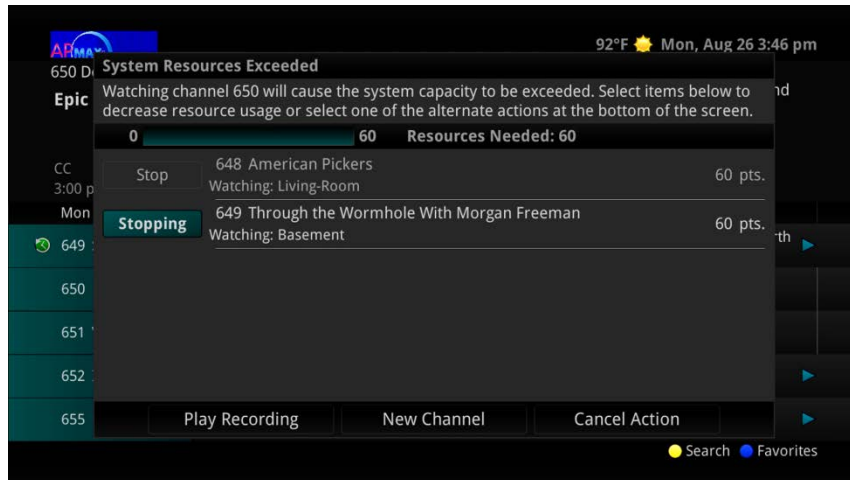 ARMAX
92°F Mon, Aug 26 3:46 pm
650 D
System Resources Exceeded
Epic
Watching channel 650 will cause the system capacity to be exceeded. Select items below to
decrease resource usage or select one of the alternate actions at the bottom of the screen.
nd
0 60 Resources Needed: 60
CC
3:00 p
Stop
648 American Pickers
Watching: Living-Room
60 pts.
Mon
Stopping
649 Through the Wormhole With Morgan Freeman
Watching: Basement
60 pts.
rth
649
650
651
652
655
Play Recording New Channel Cancel Action
Search Favorites